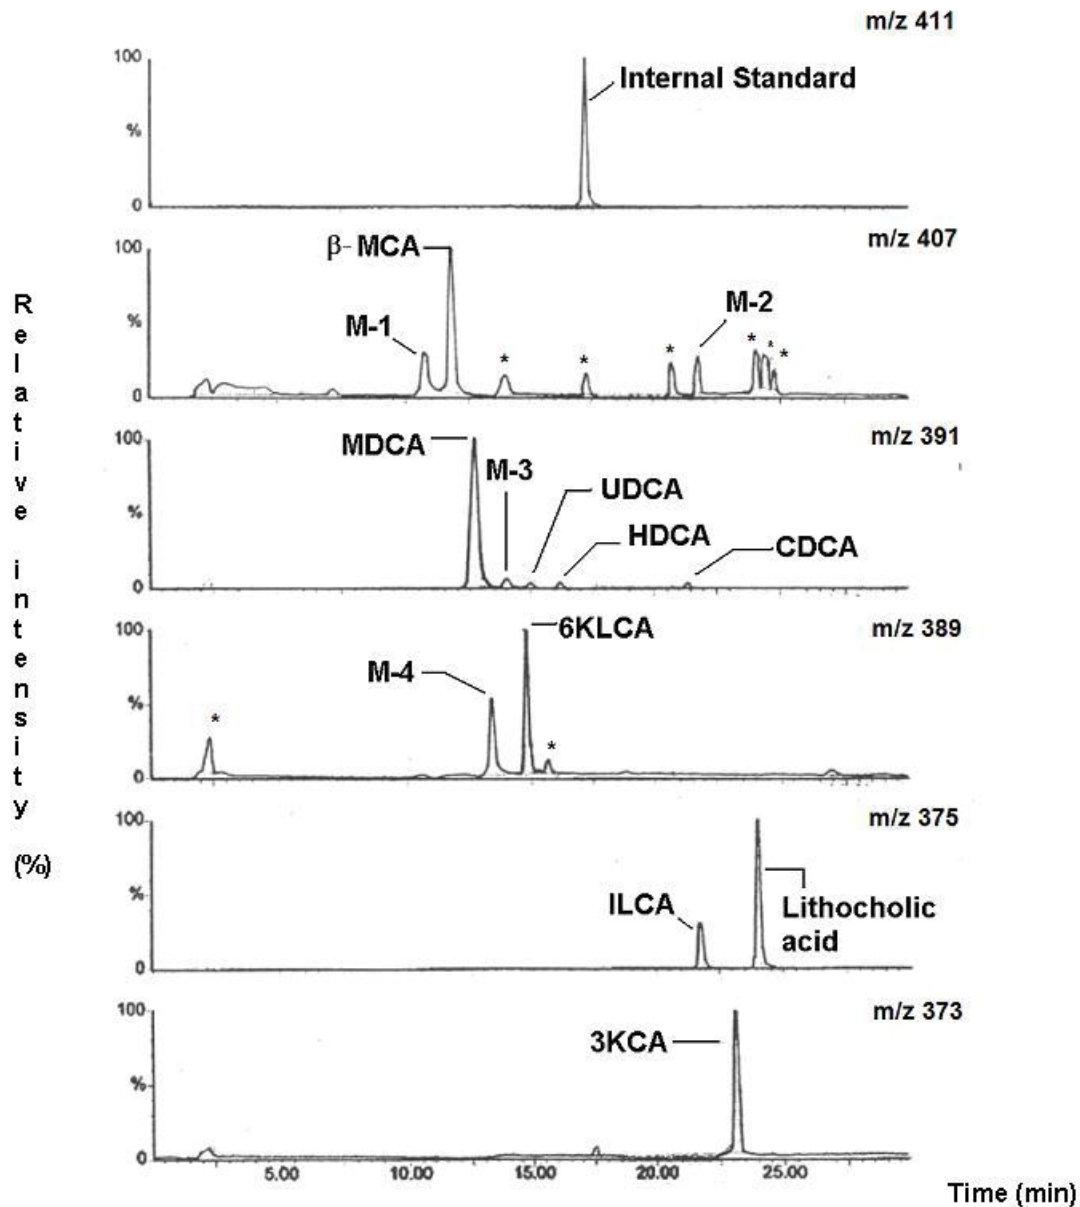 m/z 411
100
Internal Standard
%
0
m/z 407
100
β- MCA
M-2
%
M-1
* * * * * *
0
m/z 391
100
MDCA
M-3
UDCA
%
HDCA
CDCA
0
m/z 389
100
6KLCA
M-4
%
*
*
0
m/z 375
100
%
ILCA
Lithocholic
acid
0
m/z 373
100
3KCA
%
0
5.00 10.00 15.00 20.00 25.00
Time (min)
Relative intensity
(%)